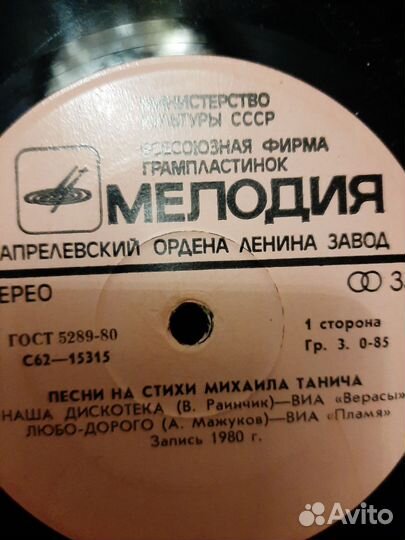 МИНИСТЕРСТВО
КУЛЬТУРЫ СССР
ВСЕСОЮЗНАЯ ФИРМА
ГРАМПЛАСТИНОК
МЕЛОДИЯ
АПРЕЛЕВСКИЙ ОРДЕНА ЛЕНИНА ЗАВОД
ТЕРЕО
3
ГОСТ 5289-80
1 сторона
С62—15315
Гр. 3. 0-85
ПЕСНИ НА СТИХИ МИХАИЛА ТАНИЧА
НАША ДИСКОТЕКА (В. Раинчик)—ВИА «Верасы»
ЛЮБО-ДОРОГО (А. Мажуков)—ВИА «Пламя»
Запись 1980 г.
Avito